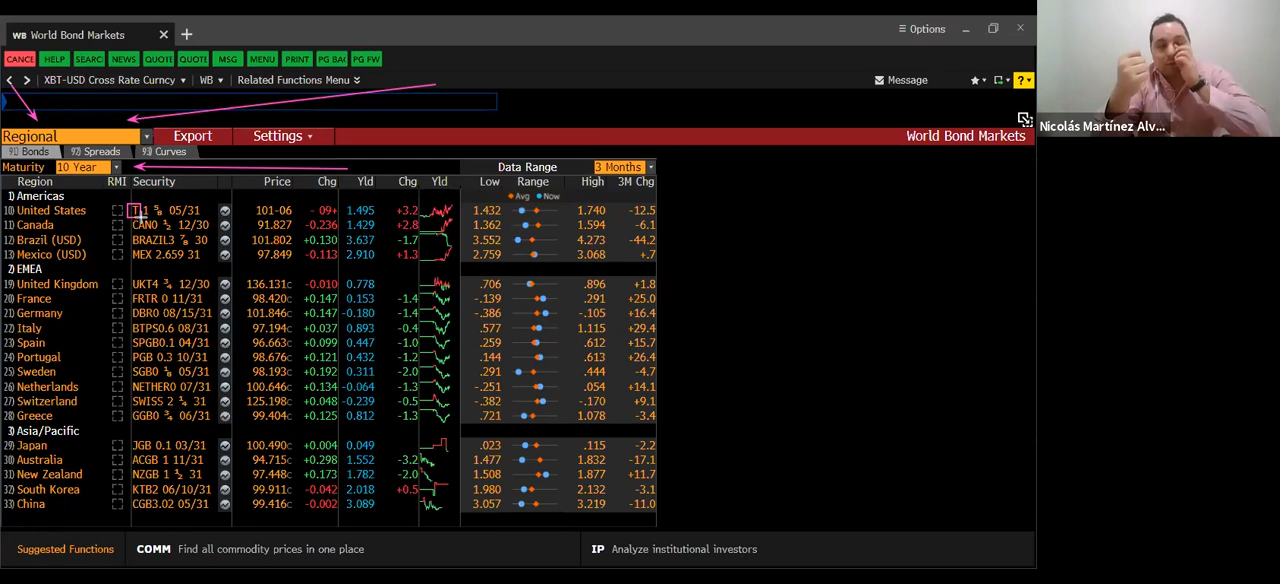 WB World Bond Markets
Options
CANCE HELP SEARC NEWS QUOTE QUOTE MSG MENU PRINT PG BAC PG FW
XBT-USD Cross Rate Curncy WB Related Functions Menu Message ?
Regional Export Settings World Bond Markets
91) Bonds 92) Spreads 93) Curves
Maturity 10 Year Data Range 3 Months
Region RMI Security Price Chg Yld Chg Yld Low Range High 3M Chg
1) Americas Avg Now
10) United States T 1 ⅝ 05/31 101-06 - 09+ 1.495 +3.2 1.432 1.740 -12.5
11) Canada CAN0 ½ 12/30 91.827 -0.236 1.429 +2.8 1.362 1.594 -6.1
12) Brazil (USD) BRAZIL3 ⅞ 30 101.802 +0.130 3.637 -1.7 3.552 4.273 -44.2
13) Mexico (USD) MEX 2.659 31 97.849 -0.113 2.910 +1.3 2.759 3.068 +.7
2) EMEA
19) United Kingdom UKT4 ¾ 12/30 136.131c -0.010 0.778 .706 .896 +1.8
20) France FRTR 0 11/31 98.420c +0.147 0.153 -1.4 -.139 .291 +25.0
21) Germany DBR0 08/15/31 101.846c +0.147 -0.180 -1.4 -.386 -.105 +16.4
22) Italy BTPS0.6 08/31 97.194c +0.037 0.893 -0.4 .577 1.115 +29.4
23) Spain SPGB0.1 04/31 96.663c +0.099 0.447 -1.0 .259 .612 +15.7
24) Portugal PGB 0.3 10/31 98.676c +0.121 0.432 -1.2 .144 .613 +26.4
25) Sweden SGB0 ⅛ 05/31 98.193c +0.192 0.311 -2.0 .291 .444 -4.7
26) Netherlands NETHER0 07/31 100.646c +0.134 -0.064 -1.3 -.251 .054 +14.1
27) Switzerland SWISS 2 ¼ 31 125.198c +0.048 -0.239 -0.5 -.382 -.170 +9.1
28) Greece GGB0 ¾ 06/31 99.404c +0.125 0.812 -1.3 .721 1.078 -3.4
3) Asia/Pacific
29) Japan JGB 0.1 03/31 100.490c +0.004 0.049 .023 .115 -2.2
30) Australia ACGB 1 11/31 94.715c +0.298 1.552 -3.2 1.477 1.832 -17.1
31) New Zealand NZGB 1 ½ 31 97.448c +0.173 1.782 -2.0 1.508 1.877 +11.7
32) South Korea KTB2 06/10/31 99.911c -0.042 2.018 +0.5 1.980 2.132 -3.1
33) China CGB3.02 05/31 99.416c -0.002 3.089 3.057 3.219 -11.0
Suggested Functions COMM Find all commodity prices in one place IP Analyze institutional investors
Nicolás Martínez Alv...